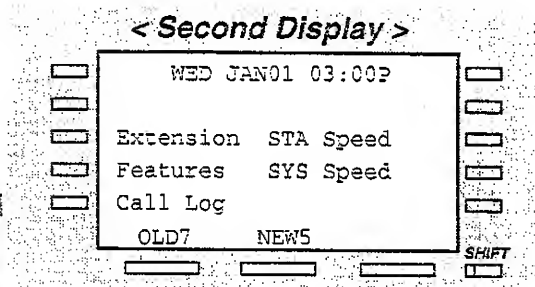 < Second Display >
WED JAN01 03:00P
Extension STA Speed
Features SYS Speed
Call Log
OLD7 NEW5
SHIFT